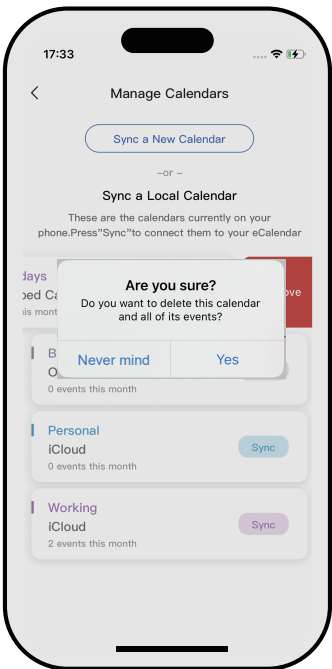 17:33
Manage Calendars
Sync a New Calendar
–or –
Sync a Local Calendar
These are the calendars currently on your
phone.Press”Sync”to connect them to your eCalendar
Are you sure?
Do you want to delete this calendar
and all of its events?
Never mind Yes
0 events this month
Personal
iCloud
Sync
0 events this month
Working
iCloud
Sync
2 events this month